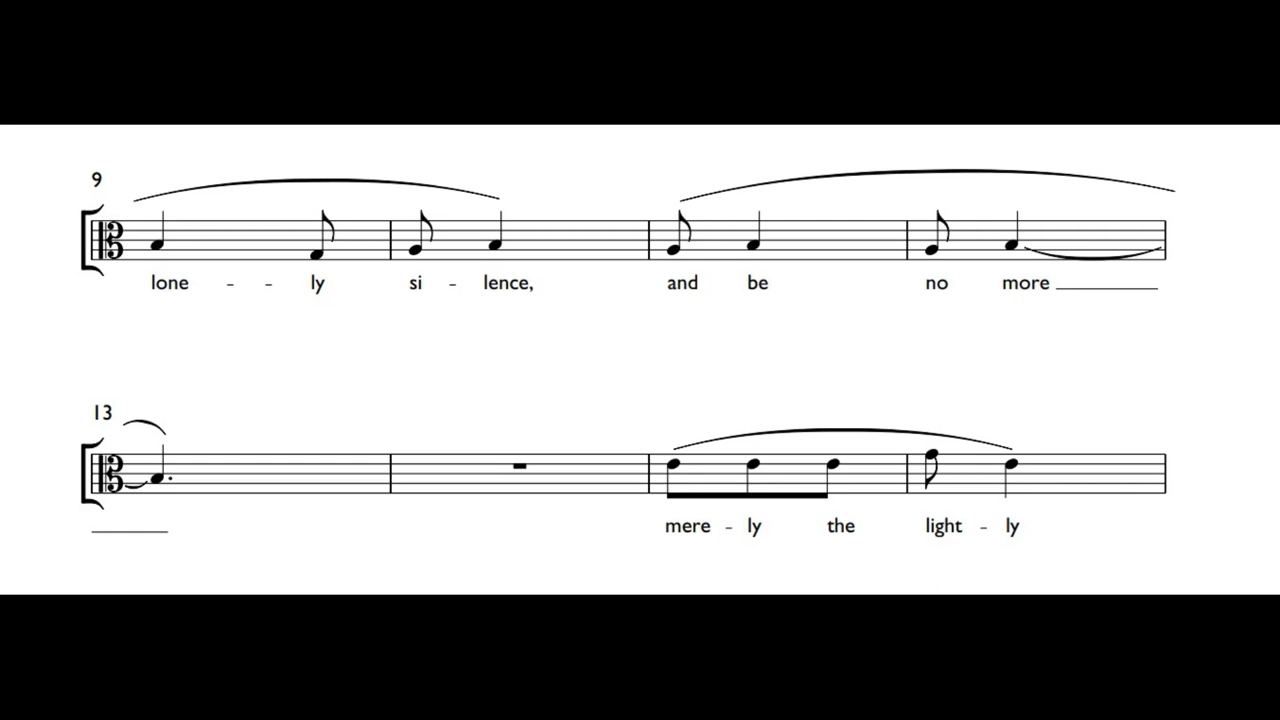 9
lone - - ly si - lence, and be no more
13
mere - ly the light - ly